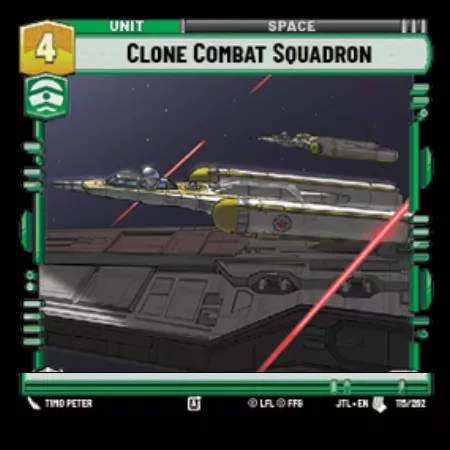 UNIT SPACE
4 CLONE COMBAT SQUADRON
TIMO PETER A Ⓒ LFL Ⓒ FFG JTL • EN 115/262